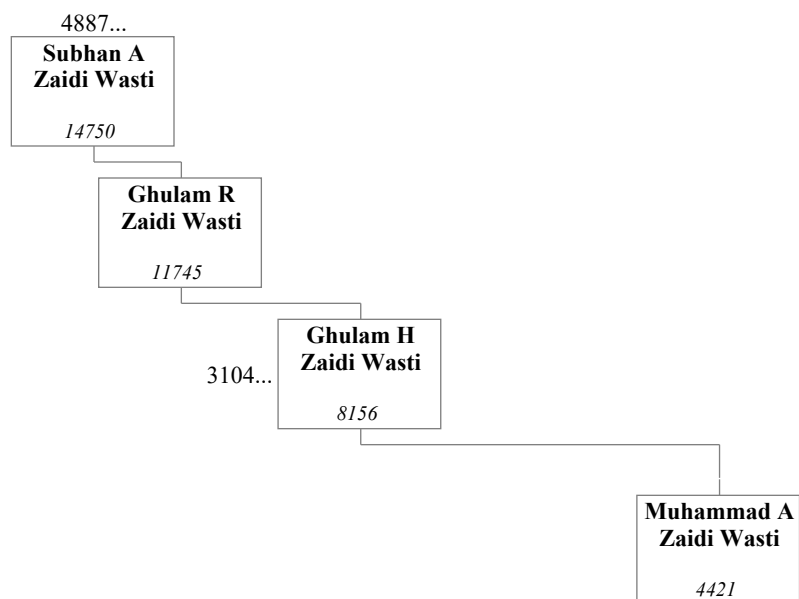 4887...
Subhan A
Zaidi Wasti
14750
Ghulam R
Zaidi Wasti
11745
Ghulam H
Zaidi Wasti
3104...
8156
Muhammad A
Zaidi Wasti
4421